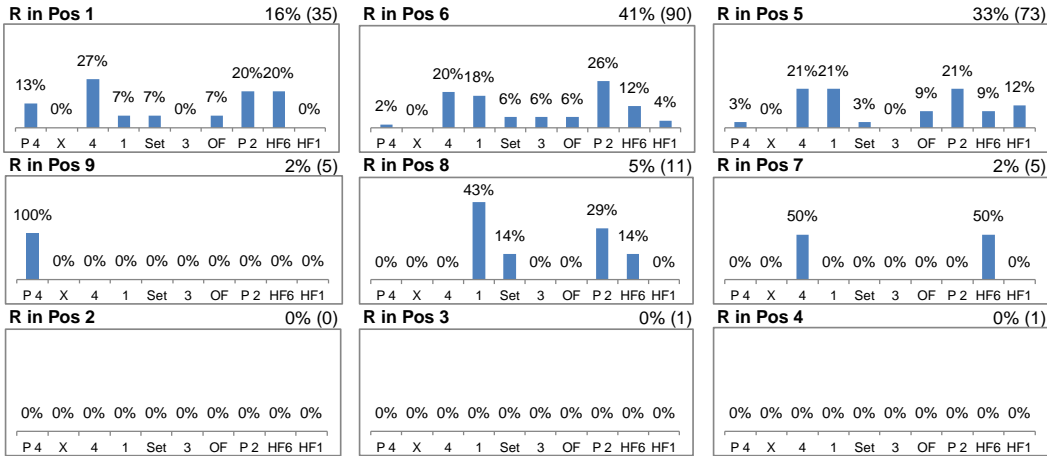 R in Pos 1 16% (35)
13% 0% 27% 7% 7% 0% 7% 20% 20% 0%
P 4 X 4 1 Set 3 OF P 2 HF6 HF1
R in Pos 6 41% (90)
2% 0% 20% 18% 6% 6% 6% 26% 12% 4%
P 4 X 4 1 Set 3 OF P 2 HF6 HF1
R in Pos 5 33% (73)
3% 0% 21% 21% 3% 0% 9% 21% 9% 12%
P 4 X 4 1 Set 3 OF P 2 HF6 HF1
R in Pos 9 2% (5)
100% 0% 0% 0% 0% 0% 0% 0% 0% 0%
P 4 X 4 1 Set 3 OF P 2 HF6 HF1
R in Pos 8 5% (11)
0% 0% 0% 43% 14% 0% 0% 29% 14% 0%
P 4 X 4 1 Set 3 OF P 2 HF6 HF1
R in Pos 7 2% (5)
0% 0% 50% 0% 0% 0% 0% 0% 50% 0%
P 4 X 4 1 Set 3 OF P 2 HF6 HF1
R in Pos 2 0% (0)
0% 0% 0% 0% 0% 0% 0% 0% 0% 0%
P 4 X 4 1 Set 3 OF P 2 HF6 HF1
R in Pos 3 0% (1)
0% 0% 0% 0% 0% 0% 0% 0% 0% 0%
P 4 X 4 1 Set 3 OF P 2 HF6 HF1
R in Pos 4 0% (1)
0% 0% 0% 0% 0% 0% 0% 0% 0% 0%
P 4 X 4 1 Set 3 OF P 2 HF6 HF1